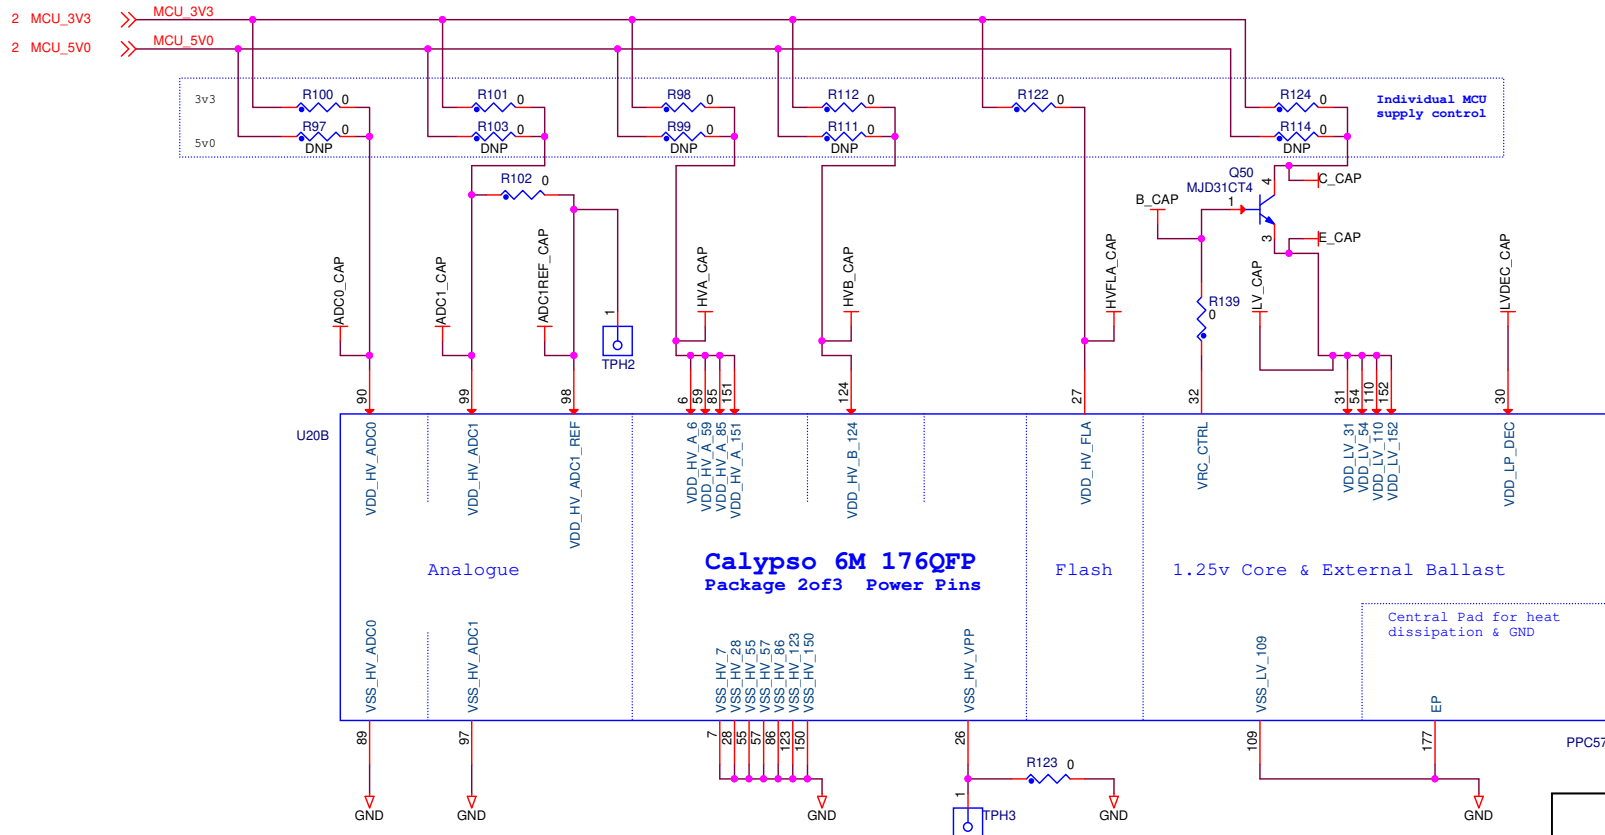 2 MCU_3V3 MCU_3V3
2 MCU_5V0 MCU_5V0
3v3
5v0
R100 0
R97 0
DNP
R101 0
R103 0
DNP
R98 0
R99 0
DNP
R112 0
R111 0
DNP
R122 0
R124 0
R114 0
DNP
Individual MCU
supply control
R102 0
Q50
MJD31CT4
4
1
3
C_CAP
B_CAP
E_CAP
ADC0_CAP
ADC1_CAP
ADC1REF_CAP
1
TPH2
HVA_CAP
HVB_CAP
HVFLA_CAP
R139
0
LV_CAP
LVDEC_CAP
90
99
98
6
59
85
151
124
27
32
31
54
110
152
30
U20B
VDD_HV_ADC0
VDD_HV_ADC1
VDD_HV_ADC1_REF
VDD_HV_A_6
VDD_HV_A_59
VDD_HV_A_85
VDD_HV_A_151
VDD_HV_B_124
VDD_HV_FLA
VRC_CTRL
VDD_LV_31
VDD_LV_54
VDD_LV_110
VDD_LV_152
VDD_LP_DEC
Analogue
Calypso 6M 176QFP
Package 2of3 Power Pins
Flash
1.25v Core & External Ballast
Central Pad for heat
dissipation & GND
VSS_HV_ADC0
VSS_HV_ADC1
VSS_HV_7
VSS_HV_28
VSS_HV_55
VSS_HV_57
VSS_HV_86
VSS_HV_123
VSS_HV_150
VSS_HV_VPP
VSS_LV_109
EP
89
97
7
28
55
57
86
123
150
26
109
177
PPC57
R123 0
1
TPH3
GND
GND
GND
GND
GND